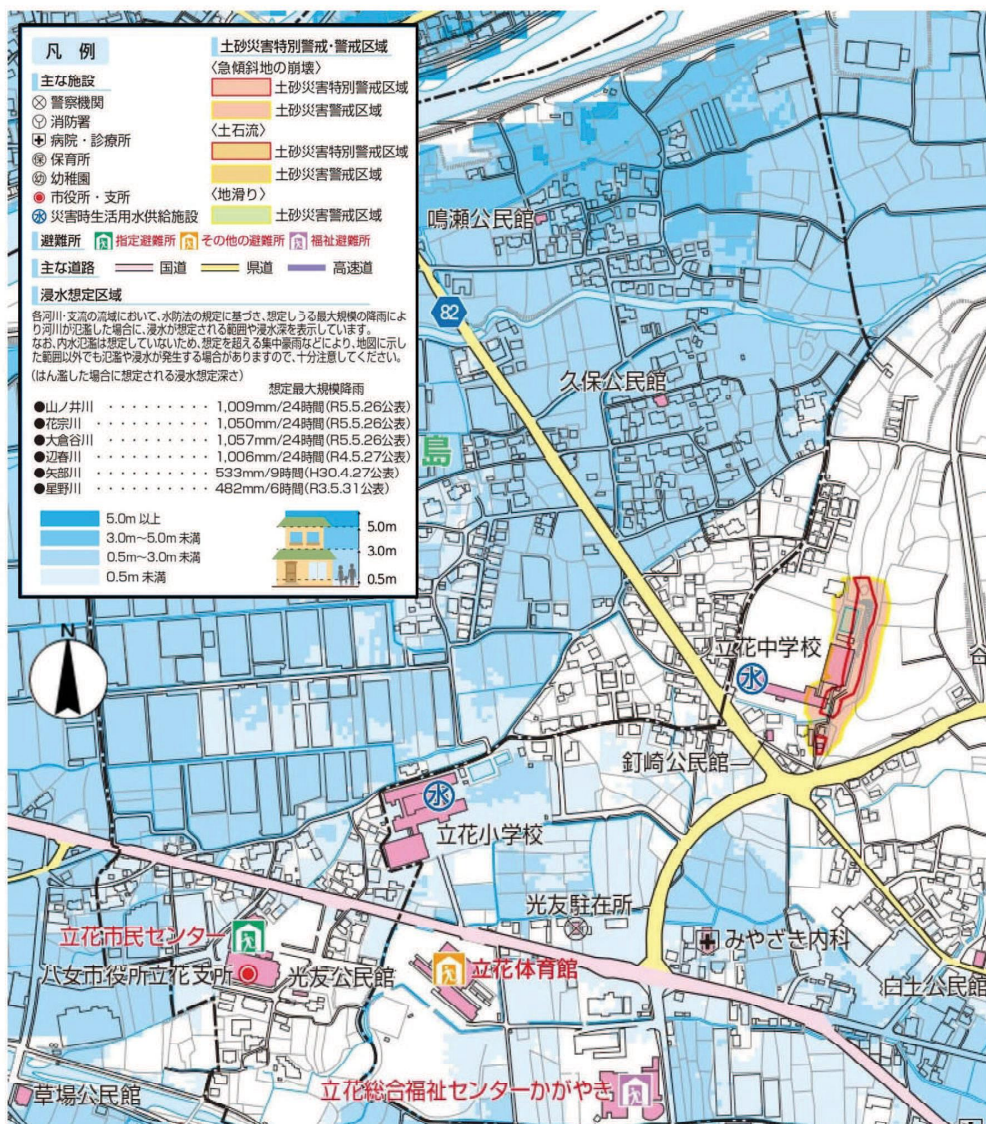 凡例
主な施設
警察機関
消防署
病院・診療所
保 保育所
幼 幼稚園
市役所・支所
水 災害時生活用水供給施設
土砂災害特別警戒・警戒区域
〈急傾斜地の崩壊〉
土砂災害特別警戒区域
土砂災害警戒区域
〈土石流〉
土砂災害特別警戒区域
土砂災害警戒区域
〈地滑り〉
土砂災害警戒区域
避難所 指定避難所 その他の避難所 福祉避難所
主な道路 国道 県道 高速道
浸水想定区域
各河川・支流の流域において、水防法の規定に基づき、想定しうる最大規模の降雨によ
り河川が氾濫した場合に、浸水が想定される範囲や浸水深を表示しています。
なお、内水氾濫は想定していないため、想定を超える集中豪雨などにより、地図に示し
た範囲以外でも氾濫や浸水が発生する場合がありますので、十分注意してください。
(はん濫した場合に想定される浸水想定深さ)
想定最大規模降雨
●山ノ井川 ・・・・・・・・ 1,009mm/24時間(R5.5.26公表)
●花宗川 ・・・・・・・・・ 1,050mm/24時間(R5.5.26公表)
●大倉谷川 ・・・・・・・・ 1,057mm/24時間(R5.5.26公表)
●辺春川 ・・・・・・・・・ 1,006mm/24時間(R4.5.27公表)
●矢部川 ・・・・・・・・・ 533mm/9時間(H30.4.27公表)
●星野川 ・・・・・・・・・ 482mm/6時間(R3.5.31公表)
5.0m 以上
3.0m~5.0m 未満
0.5m~3.0m 未満
0.5m 未満
5.0m
3.0m
0.5m
鳴瀬公民館
82
久保公民館
島
N
立花中学校
水
釘崎公民館
水
立花小学校
光友駐在所
立花市民センター
みやざき内科
八女市役所立花支所
光友公民館
立花体育館
白土公民館
立花総合福祉センターかがやき
草場公民館